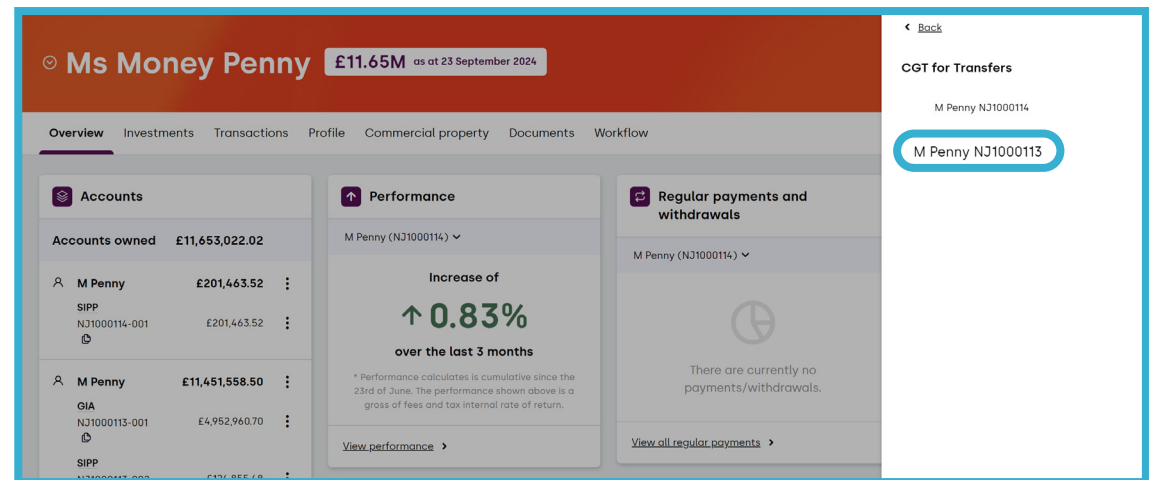 Ms Money Penny £11.65M as at 23 September 2024
Overview Investments Transactions Profile Commercial property Documents Workflow
Accounts
Accounts owned £11,653,022.02
M Penny £201,463.52
SIPP
NJ1000114-001 £201,463.52
M Penny £11,451,558.50
GIA
NJ1000113-001 £4,952,960.70
SIPP
Performance
M Penny (NJ1000114)
Increase of
0.83%
over the last 3 months
* Performance calculates is cumulative since the
23rd of June. The performance shown above is a
gross of fees and tax internal rate of return.
View performance
Regular payments and
withdrawals
M Penny (NJ1000114)
There are currently no
payments/withdrawals.
View all regular payments
Back
CGT for Transfers
M Penny NJ1000114
M Penny NJ1000113